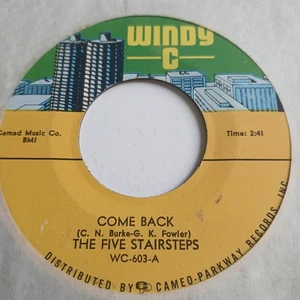 WINDY
C
Camad Music Co.
BMI
Time: 2:41
COME BACK
(C. N. Burke-G. K. Fowler)
THE FIVE STAIRSTEPS
WC-603-A
DISTRIBUTED BY CAMEO-PARKWAY RECORDS INC.